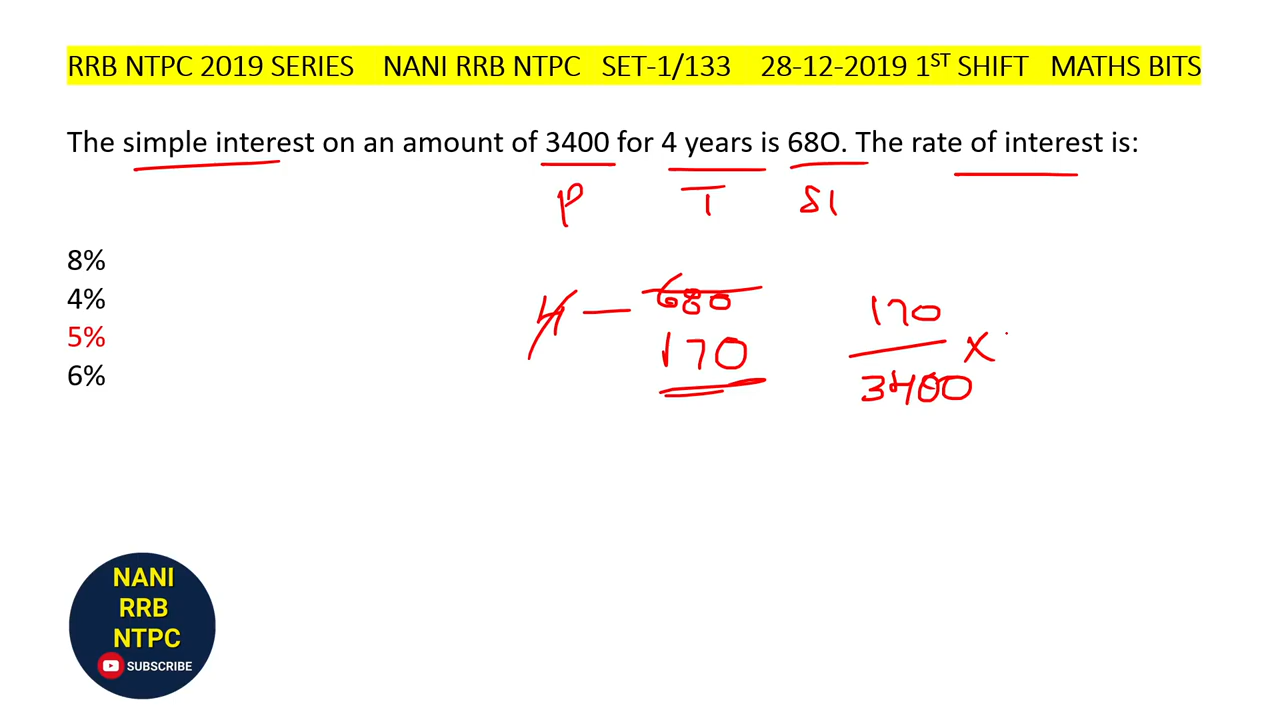 RRB NTPC 2019 SERIES NANI RRB NTPC SET-1/133 28-12-2019 1ST SHIFT MATHS BITS
The simple interest on an amount of 3400 for 4 years is 68O. The rate of interest is:
P T SI
8%
4%
5%
6%
4 — 680
170
170
3400 ×
NANI
RRB
NTPC
SUBSCRIBE